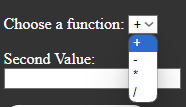 Choose a function: +
+
-
Second Value:
*
/